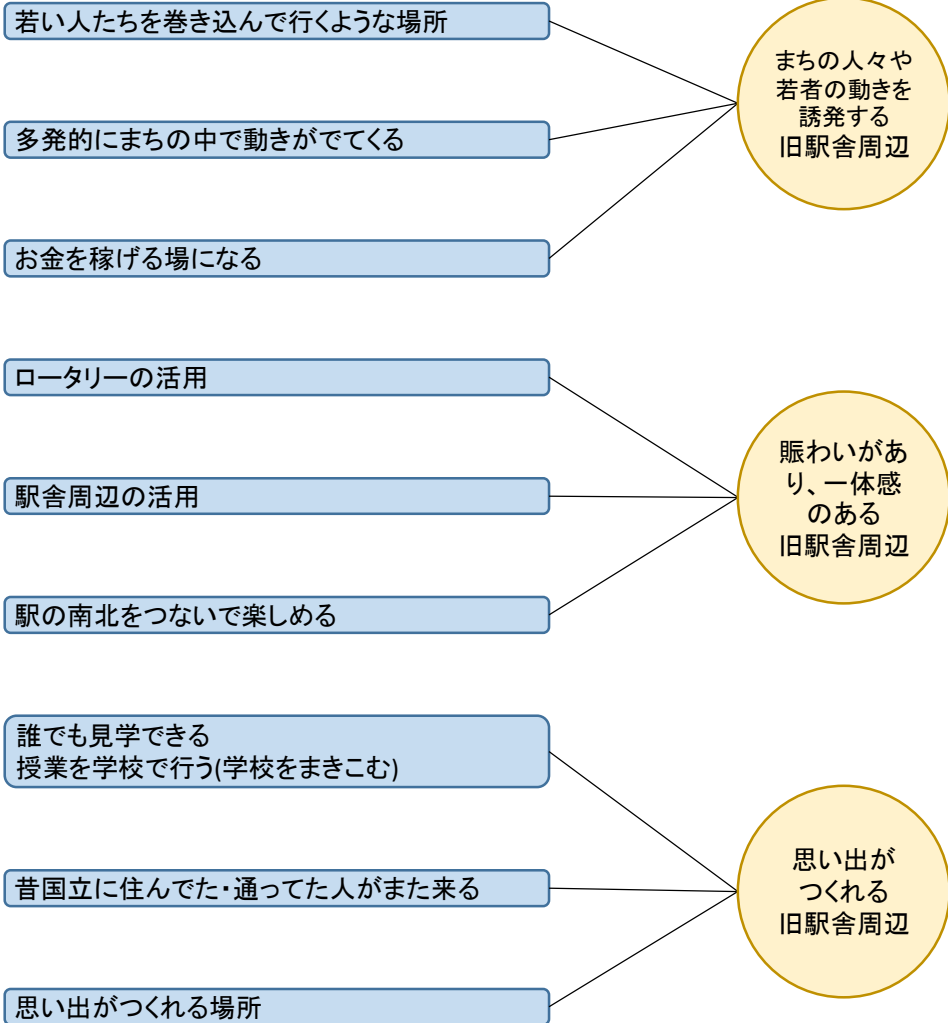 若い人たちを巻き込んで行くような場所
多発的にまちの中で動きがでてくる
お金を稼げる場になる
まちの人々や
若者の動きを
誘発する
旧駅舎周辺
ロータリーの活用
駅舎周辺の活用
駅の南北をつないで楽しめる
賑わいがあ
り、一体感
のある
旧駅舎周辺
誰でも見学できる
授業を学校で行う(学校をまきこむ)
昔国立に住んでた・通ってた人がまた来る
思い出がつくれる場所
思い出が
つくれる
旧駅舎周辺